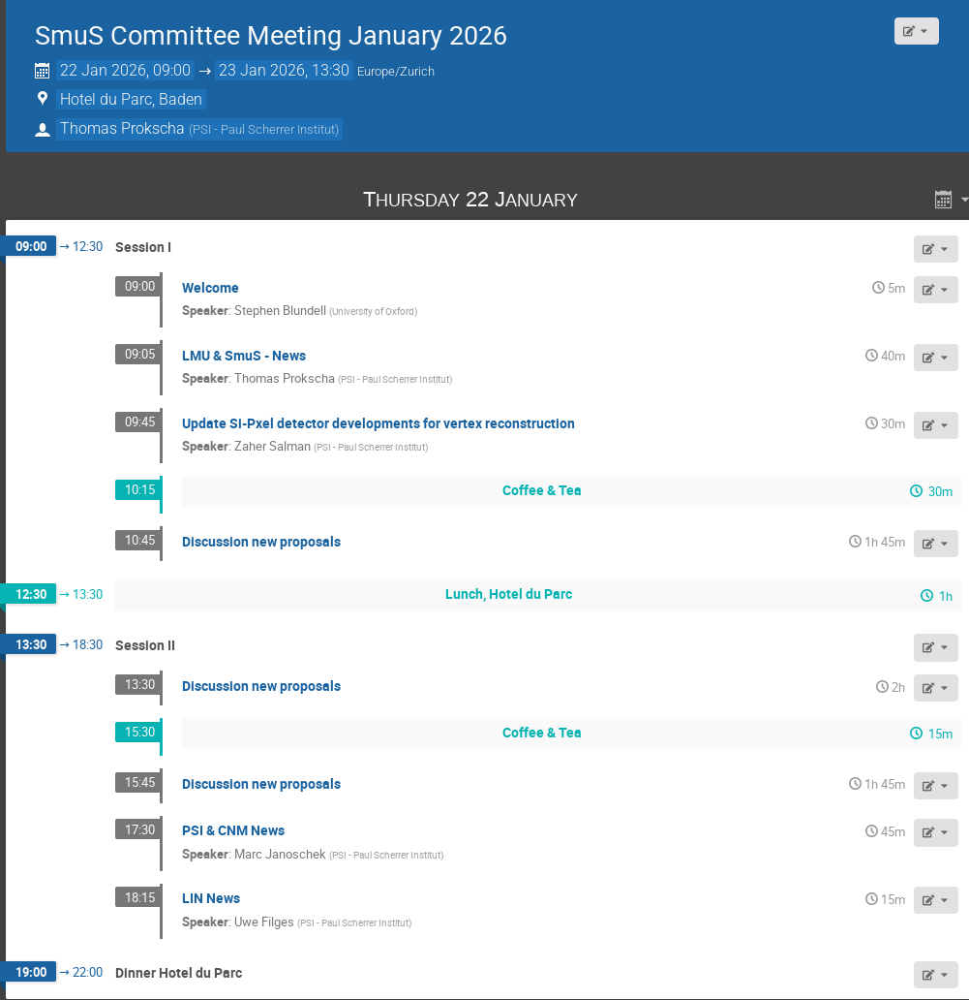 SmuS Committee Meeting January 2026
22 Jan 2026, 09:00 → 23 Jan 2026, 13:30 Europe/Zurich
Hotel du Parc, Baden
Thomas Prokscha (PSI - Paul Scherrer Institut)
Thursday 22 January
09:00 → 12:30 Session I
09:00 Welcome 5m
Speaker: Stephen Blundell (University of Oxford)
09:05 LMU & SmuS - News 40m
Speaker: Thomas Prokscha (PSI - Paul Scherrer Institut)
09:45 Update Si-Pxel detector developments for vertex reconstruction 30m
Speaker: Zaher Salman (PSI - Paul Scherrer Institut)
10:15 Coffee & Tea 30m
10:45 Discussion new proposals 1h 45m
12:30 → 13:30 Lunch, Hotel du Parc 1h
13:30 → 18:30 Session II
13:30 Discussion new proposals 2h
15:30 Coffee & Tea 15m
15:45 Discussion new proposals 1h 45m
17:30 PSI & CNM News 45m
Speaker: Marc Janoschek (PSI - Paul Scherrer Institut)
18:15 LIN News 15m
Speaker: Uwe Filges (PSI - Paul Scherrer Institut)
19:00 → 22:00 Dinner Hotel du Parc